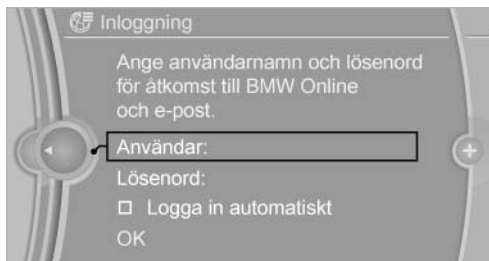 Inloggning
Ange användarnamn och lösenord
för åtkomst till BMW Online
och e-post.
Användar:
Lösenord:
Logga in automatiskt
OK